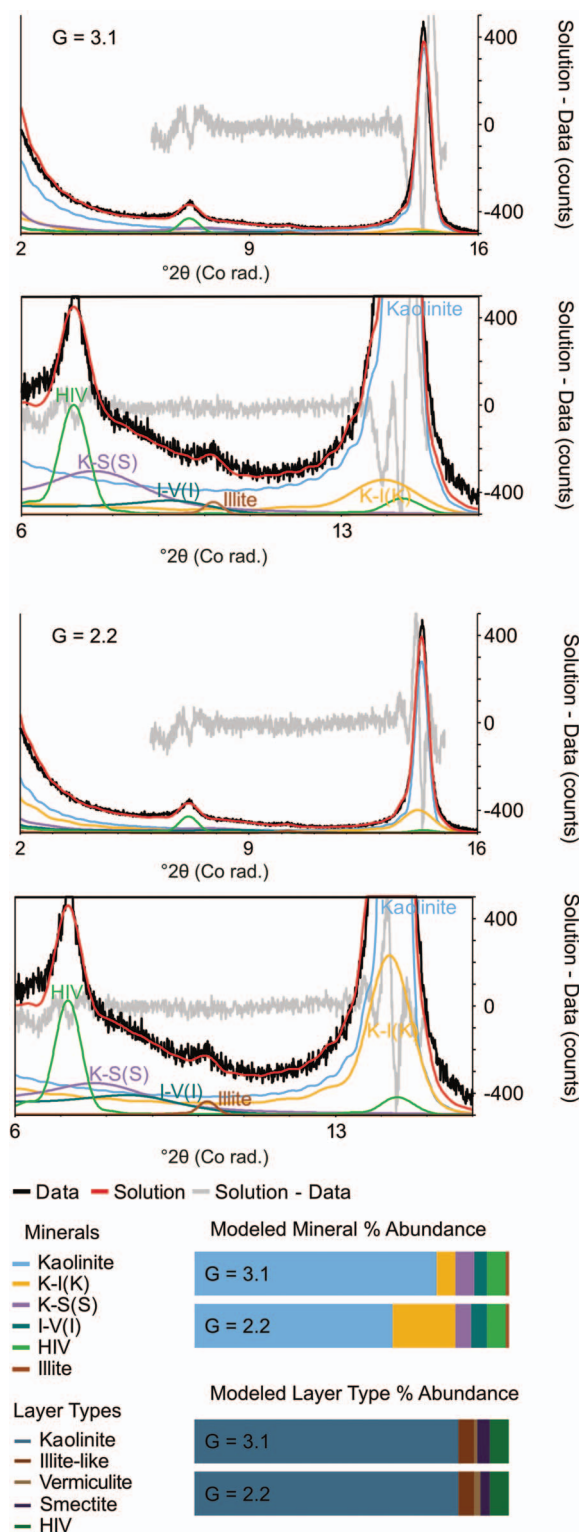 G = 3.1
400
0
-400
Solution - Data (counts)
2
9
16
°2θ (Co rad.)
Kaolinite
400
HIV
0
K-S(S)
I-V(I)
Illite
K-I(K)
-400
Solution - Data (counts)
6
13
°2θ (Co rad.)
G = 2.2
400
0
-400
Solution - Data (counts)
2
9
16
°2θ (Co rad.)
Kaolinite
400
HIV
0
K-I(K)
K-S(S)
I-V(I)
Illite
-400
Solution - Data (counts)
6
13
°2θ (Co rad.)
Data
Solution
Solution - Data
Minerals
Kaolinite
K-I(K)
K-S(S)
I-V(I)
HIV
Illite
Modeled Mineral % Abundance
G = 3.1
G = 2.2
Layer Types
Kaolinite
Illite-like
Vermiculite
Smectite
HIV
Modeled Layer Type % Abundance
G = 3.1
G = 2.2